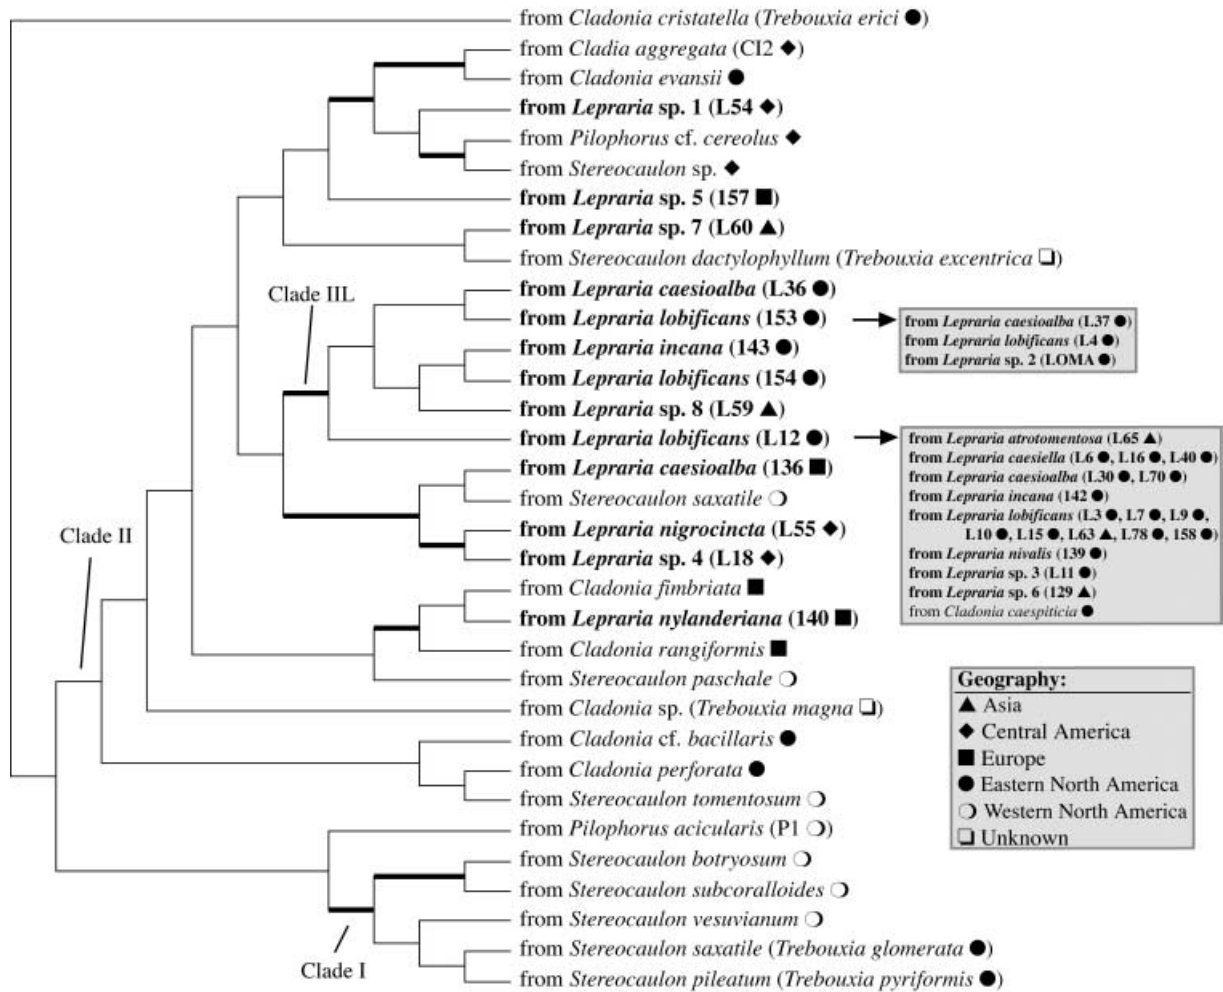 from Cladonia cristatella (Trebouxia erici ●)
from Cladia aggregata (CI2 ◆)
from Cladonia evansii ●
from Lepraria sp. 1 (L54 ◆)
from Pilophorus cf. cereolus ◆
from Stereocaulon sp. ◆
from Lepraria sp. 5 (157 ■)
from Lepraria sp. 7 (L60 ▲)
from Stereocaulon dactylophyllum (Trebouxia excentrica ❏)
Clade IIL
from Lepraria caesioalba (L36 ●)
from Lepraria lobificans (153 ●)
from Lepraria caesioalba (L37 ●)
from Lepraria lobificans (L4 ●)
from Lepraria sp. 2 (LOMA ●)
from Lepraria incana (143 ●)
from Lepraria lobificans (154 ●)
from Lepraria sp. 8 (L59 ▲)
from Lepraria lobificans (L12 ●)
from Lepraria atrotomentosa (L65 ▲)
from Lepraria caesiella (L6 ●, L16 ●, L40 ●)
from Lepraria caesioalba (L30 ●, L70 ●)
from Lepraria incana (142 ●)
from Lepraria lobificans (L3 ●, L7 ●, L9 ●,
L10 ●, L15 ●, L63 ▲, L78 ●, 158 ●)
from Lepraria nivalis (139 ●)
from Lepraria sp. 3 (L11 ●)
from Lepraria sp. 6 (129 ▲)
from Cladonia caespiticia ●
from Lepraria caesioalba (136 ■)
from Stereocaulon saxatile ❍
from Lepraria nigrocincta (L55 ◆)
from Lepraria sp. 4 (L18 ◆)
Clade II
from Cladonia fimbriata ■
from Lepraria nylanderiana (140 ■)
from Cladonia rangiformis ■
from Stereocaulon paschale ❍
from Cladonia sp. (Trebouxia magna ❏)
from Cladonia cf. bacillaris ●
from Cladonia perforata ●
from Stereocaulon tomentosum ❍
from Pilophorus acicularis (P1 ❍)
from Stereocaulon botryosum ❍
from Stereocaulon subcoralloides ❍
from Stereocaulon vesuvianum ❍
from Stereocaulon saxatile (Trebouxia glomerata ●)
from Stereocaulon pileatum (Trebouxia pyriformis ●)
Clade I
Geography:
▲ Asia
◆ Central America
■ Europe
● Eastern North America
❍ Western North America
❏ Unknown